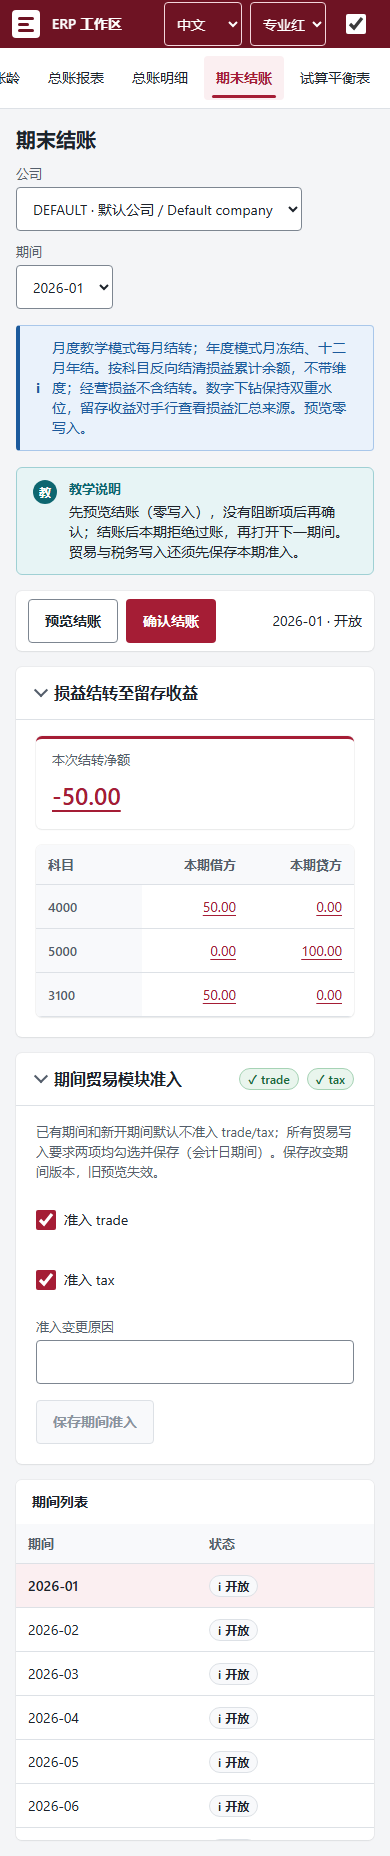 ERP 工作区
中文
专业红
账龄
总账报表
总账明细
期末结账
试算平衡表
期末结账
公司
DEFAULT · 默认公司 / Default company
期间
2026-01
i
月度教学模式每月结转；年度模式月冻结、十二
月年结。按科目反向结清损益累计余额，不带维
度；经营损益不含结转。数字下钻保持双重水
位，留存收益对手行查看损益汇总来源。预览零
写入。
教
教学说明
先预览结账（零写入），没有阻断项后再确
认；结账后本期拒绝过账，再打开下一期间。
贸易与税务写入还须先保存本期准入。
预览结账
确认结账
2026-01 · 开放
损益结转至留存收益
本次结转净额
-50.00
科目 本期借方 本期贷方
4000 50.00 0.00
5000 0.00 100.00
3100 50.00 0.00
期间贸易模块准入
✓ trade
✓ tax
已有期间和新开期间默认不准入 trade/tax；所有贸易写
入要求两项均勾选并保存（会计日期间）。保存改变期
间版本，旧预览失效。
准入 trade
准入 tax
准入变更原因
保存期间准入
期间列表
期间 状态
2026-01 i 开放
2026-02 i 开放
2026-03 i 开放
2026-04 i 开放
2026-05 i 开放
2026-06 i 开放